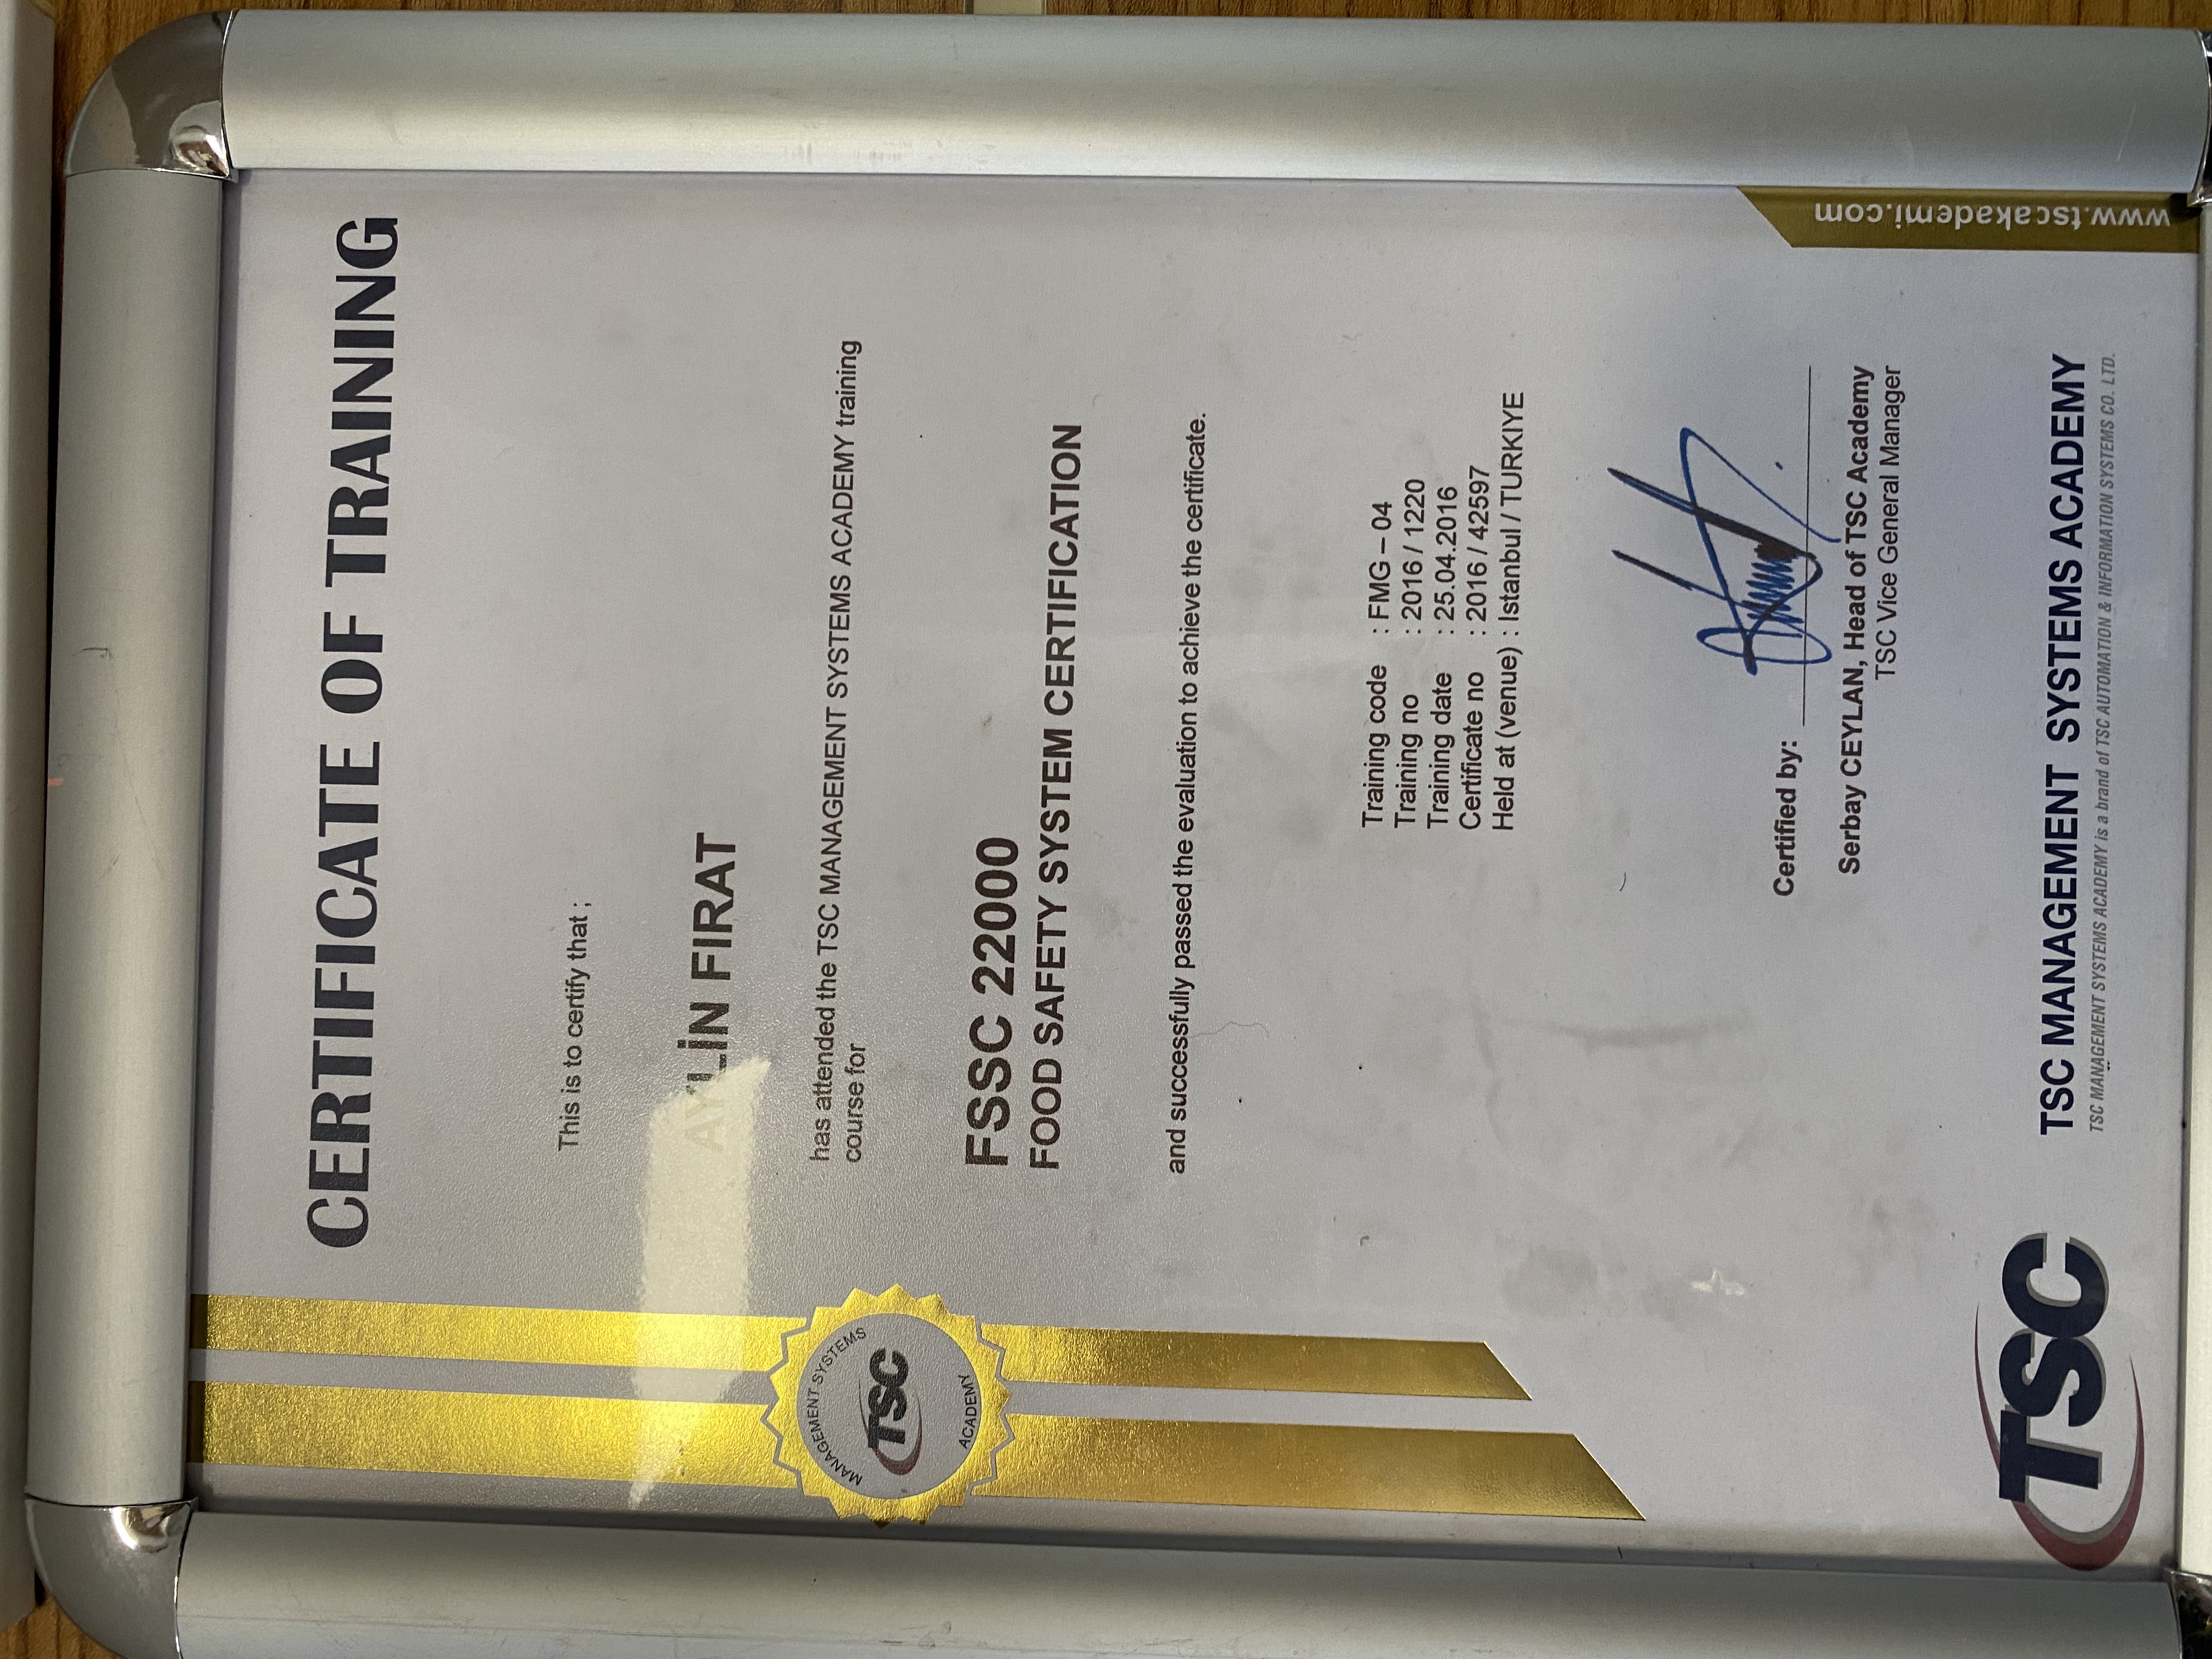 CERTIFICATE OF TRAINING
This is to certify that ;
AYLİN FIRAT
has attended the TSC MANAGEMENT SYSTEMS ACADEMY training
course for
FSSC 22000
FOOD SAFETY SYSTEM CERTIFICATION
and successfully passed the evaluation to achieve the certificate.
Training code : FMG – 04
Training no : 2016 / 1220
Training date : 25.04.2016
Certificate no : 2016 / 42597
Held at (venue) : Istanbul / TURKIYE
Certified by:
Serbay CEYLAN, Head of TSC Academy
TSC Vice General Manager
MANAGEMENT SYSTEMS
TSC
ACADEMY
TSC
TSC MANAGEMENT SYSTEMS ACADEMY
TSC MANAGEMENT SYSTEMS ACADEMY is a brand of TSC AUTOMATION & INFORMATION SYSTEMS CO. LTD.
www.tscakademi.com